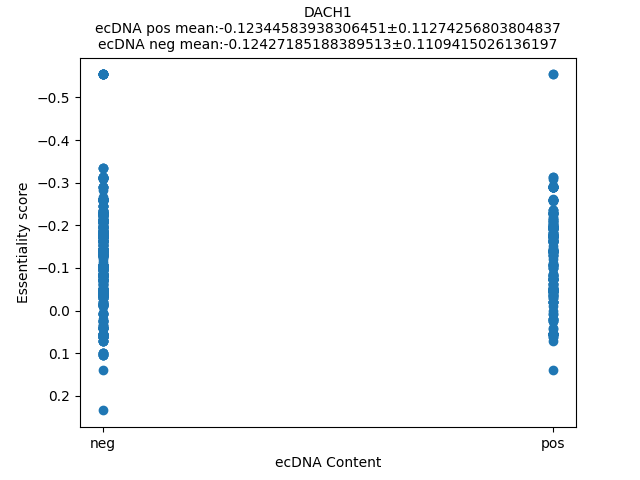 DACH1
ecDNA pos mean:-0.12344583938306451±0.11274256803804837
ecDNA neg mean:-0.12427185188389513±0.1109415026136197
−0.5
−0.4
−0.3
−0.2
−0.1
0.0
0.1
0.2
Essentiality score
neg
pos
ecDNA Content